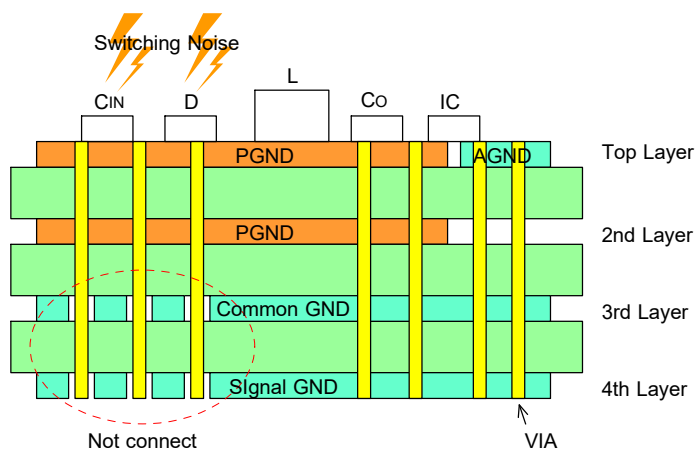 Switching Noise
CIN
D
L
CO
IC
PGND
AGND
Top Layer
PGND
2nd Layer
Common GND
3rd Layer
SIgnal GND
4th Layer
Not connect
VIA